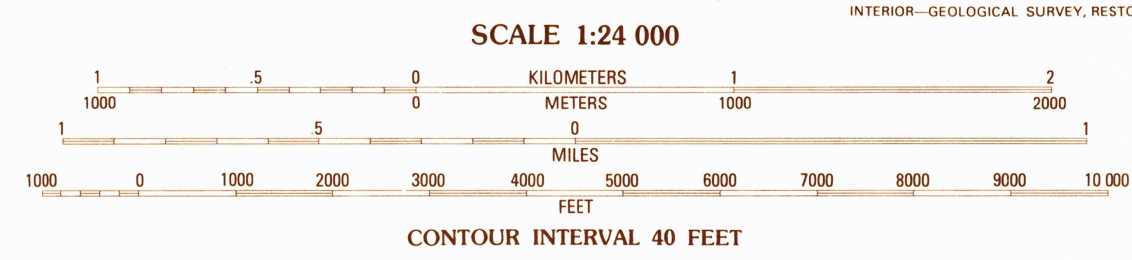 INTERIOR—GEOLOGICAL SURVEY, RESTO
SCALE 1:24 000
1 .5 0 KILOMETERS 1 2
1000 0 METERS 1000 2000
1 .5 0 1
MILES
1000 0 1000 2000 3000 4000 5000 6000 7000 8000 9000 10 000
FEET
CONTOUR INTERVAL 40 FEET